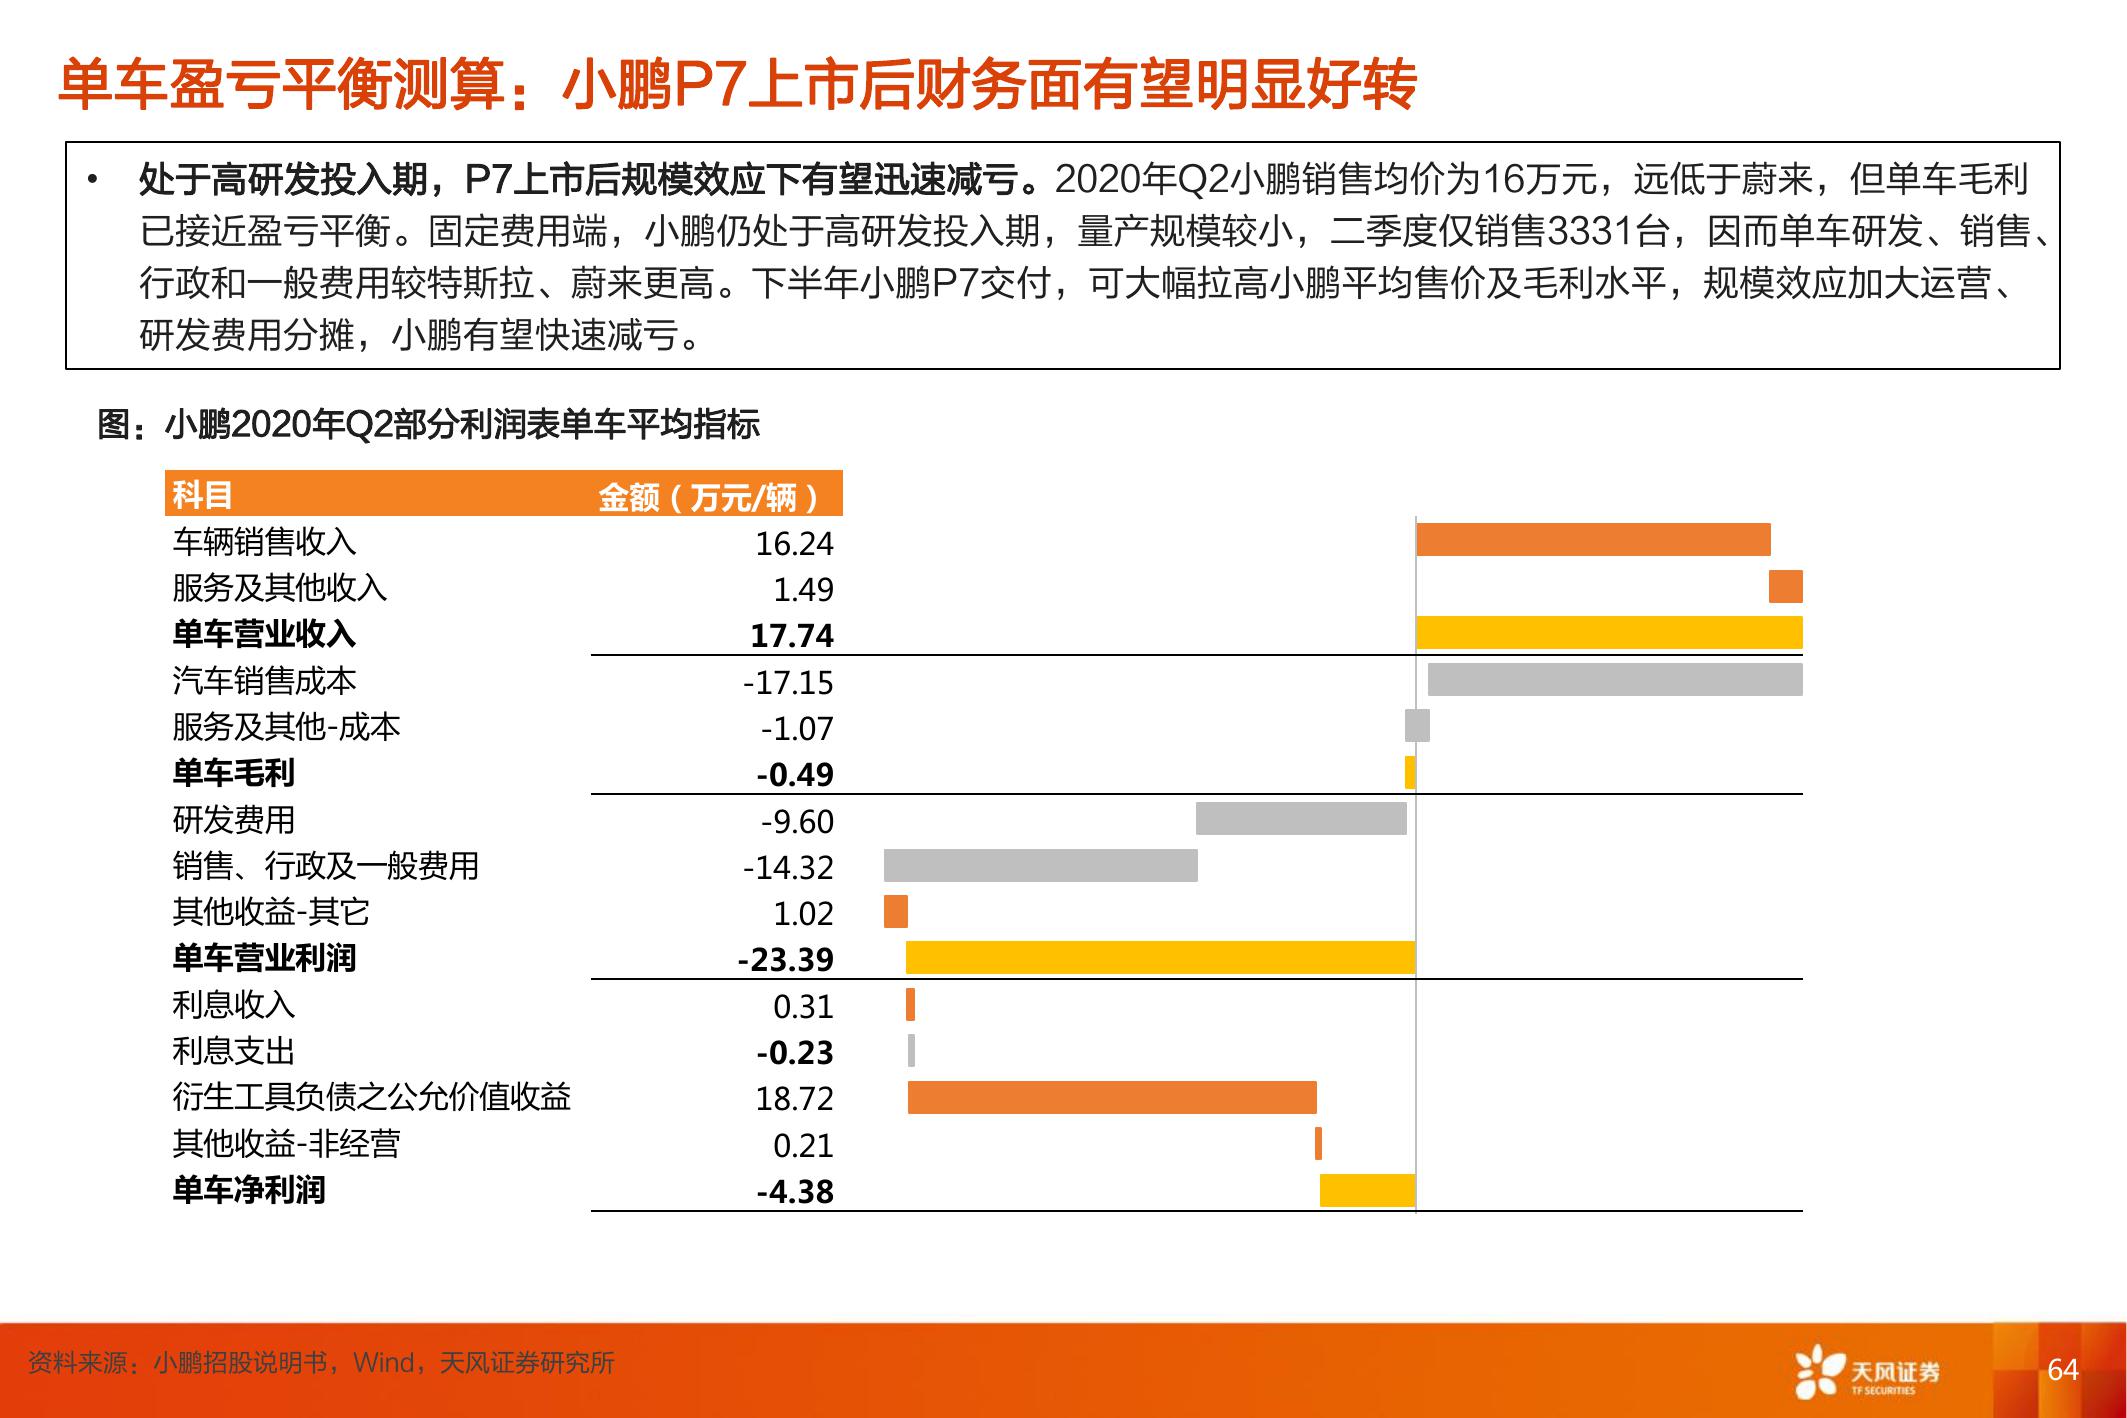 单车盈亏平衡测算：小鹏P7上市后财务面有望明显好转
• 处于高研发投入期，P7上市后规模效应下有望迅速减亏。2020年Q2小鹏销售均价为16万元，远低于蔚来，但单车毛利
已接近盈亏平衡。固定费用端，小鹏仍处于高研发投入期，量产规模较小，二季度仅销售3331台，因而单车研发、销售、
行政和一般费用较特斯拉、蔚来更高。下半年小鹏P7交付，可大幅拉高小鹏平均售价及毛利水平，规模效应加大运营、
研发费用分摊，小鹏有望快速减亏。
图：小鹏2020年Q2部分利润表单车平均指标
科目 金额（万元/辆）
车辆销售收入 16.24
服务及其他收入 1.49
单车营业收入 17.74
汽车销售成本 -17.15
服务及其他-成本 -1.07
单车毛利 -0.49
研发费用 -9.60
销售、行政及一般费用 -14.32
其他收益-其它 1.02
单车营业利润 -23.39
利息收入 0.31
利息支出 -0.23
衍生工具负债之公允价值收益 18.72
其他收益-非经营 0.21
单车净利润 -4.38
资料来源：小鹏招股说明书，Wind，天风证券研究所
天风证券
TF SECURITIES
64